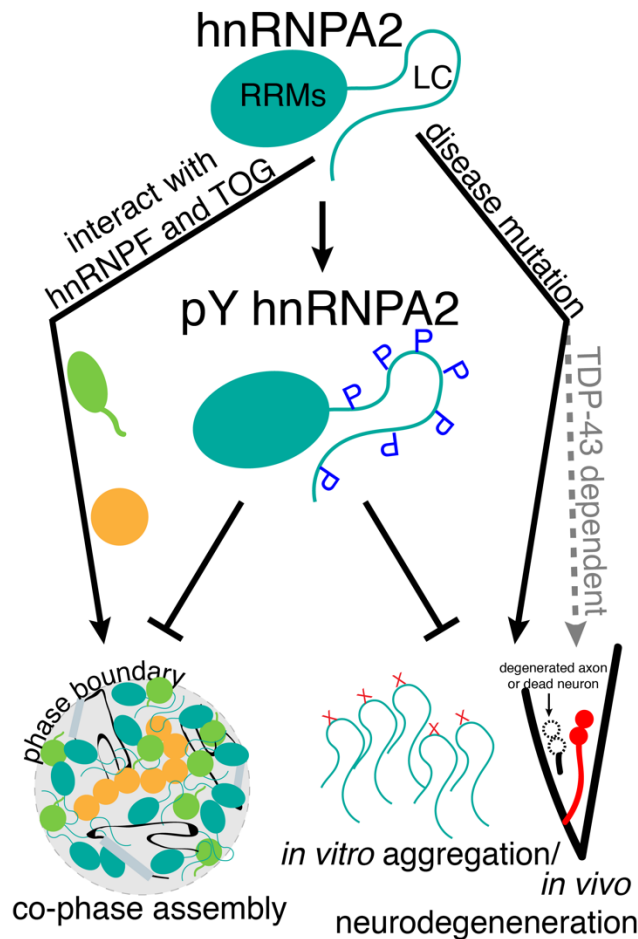 hnRNPA2
RRMs
LC
interact with
hnRNPF and TOG
disease mutation
pY hnRNPA2
P
P
P
P
P
P
P
TDP-43 dependent
phase boundary
degenerated axon
or dead neuron
X
X
X
X
X
in vitro aggregation/
in vivo
co-phase assembly
neurodegeneneration